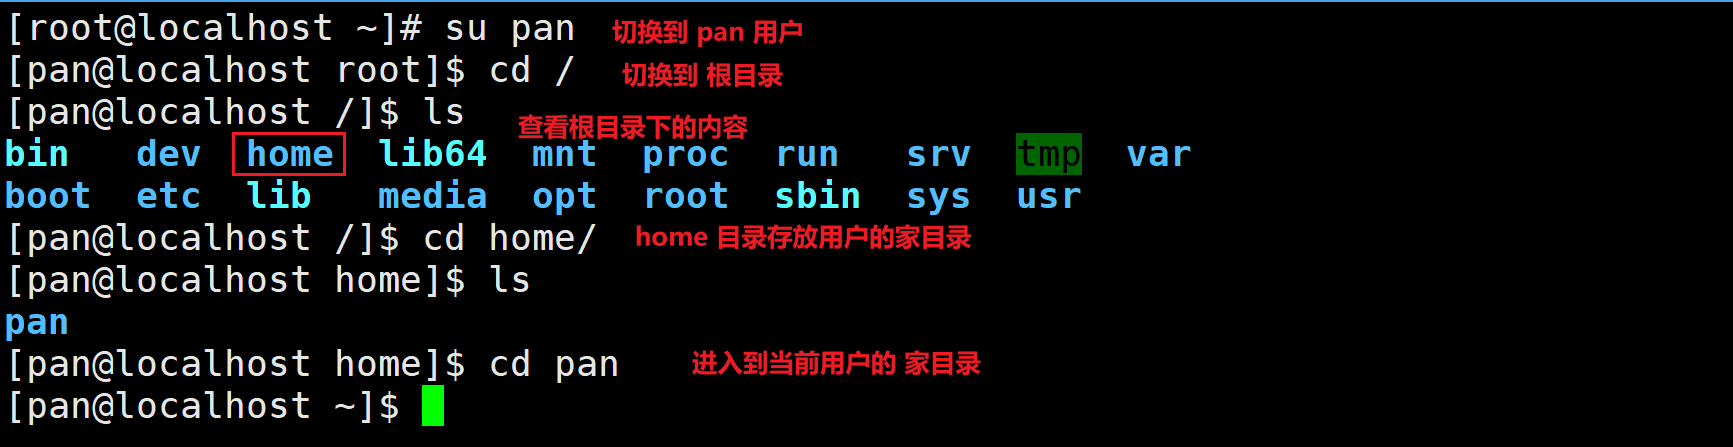 [root@localhost ~]# su pan 切换到 pan 用户
[pan@localhost root]$ cd / 切换到 根目录
[pan@localhost /]$ ls 查看根目录下的内容
bin dev home lib64 mnt proc run srv tmp var
boot etc lib media opt root sbin sys usr
[pan@localhost /]$ cd home/ home 目录存放用户的家目录
[pan@localhost home]$ ls
pan
[pan@localhost home]$ cd pan 进入到当前用户的 家目录
[pan@localhost ~]$